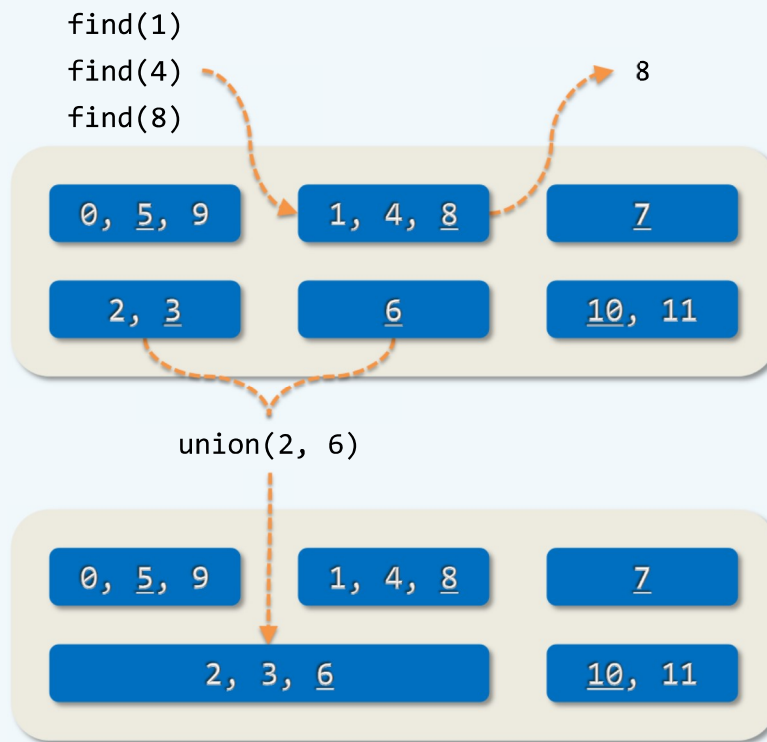 find(1)
find(4)
8
find(8)
0, 5, 9
1, 4, 8
7
2, 3
6
10, 11
union(2, 6)
0, 5, 9
1, 4, 8
7
2, 3, 6
10, 11